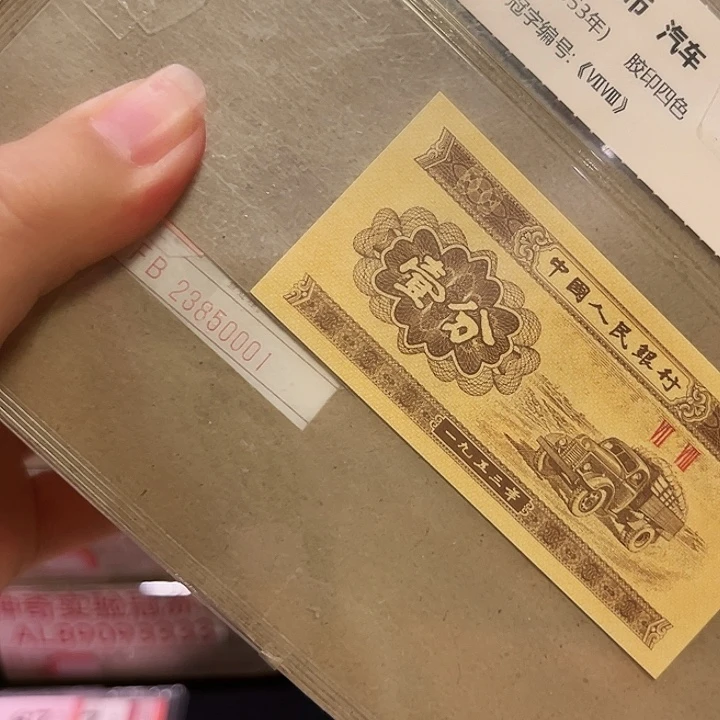 币 汽车
53年) 胶印四色
冠字编号:《ⅦⅧ》
中國人民銀行
壹分
Ⅶ Ⅷ
一九五三年
B 23850001